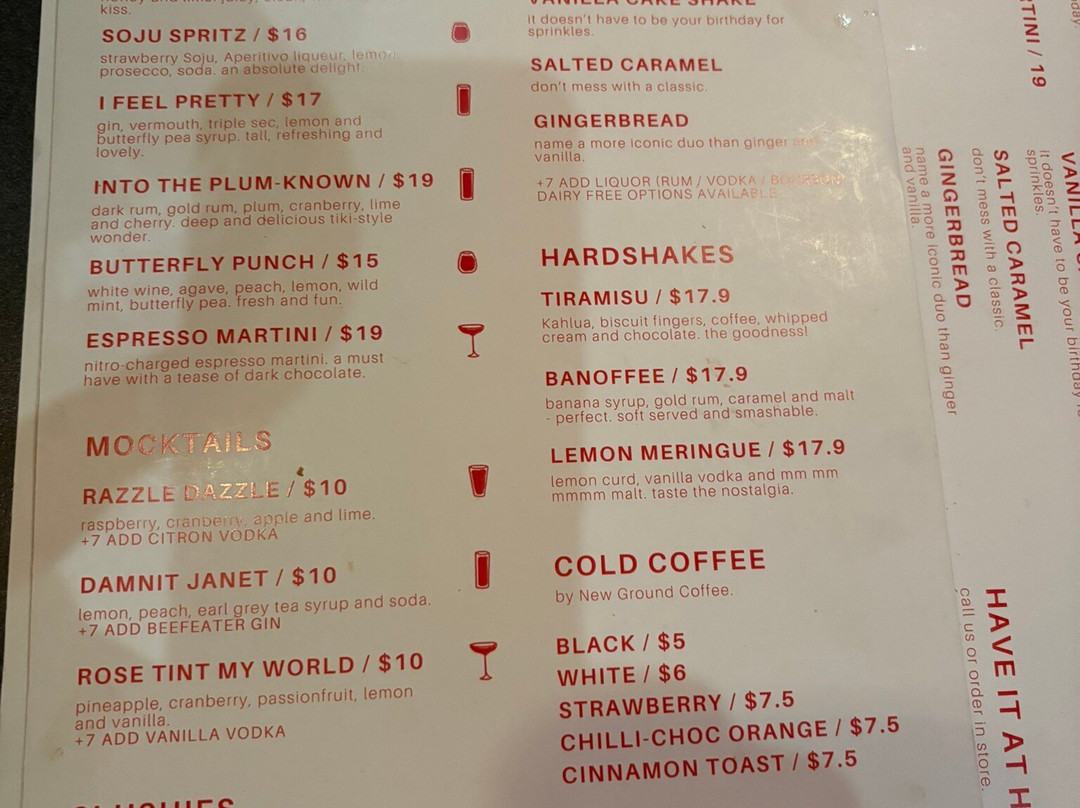 kiss.
SOJU SPRITZ / $16
strawberry Soju, Aperitivo liqueur, lemon,
prosecco, soda. an absolute delight.
I FEEL PRETTY / $17
gin, vermouth, triple sec, lemon and
butterfly pea syrup. tall, refreshing and
lovely.
INTO THE PLUM-KNOWN / $19
dark rum, gold rum, plum, cranberry, lime
and cherry. deep and delicious tiki-style
wonder.
BUTTERFLY PUNCH / $15
white wine, agave, peach, lemon, wild
mint, butterfly pea. fresh and fun.
ESPRESSO MARTINI / $19
nitro-charged espresso martini. a must
have with a tease of dark chocolate.
MOCKTAILS
RAZZLE DAZZLE / $10
raspberry, cranberry, apple and lime.
+7 ADD CITRON VODKA
DAMNIT JANET / $10
lemon, peach, earl grey tea syrup and soda.
+7 ADD BEEFEATER GIN
ROSE TINT MY WORLD / $10
pineapple, cranberry, passionfruit, lemon
and vanilla.
+7 ADD VANILLA VODKA
VANILLA CAKE SHAKE
it doesn't have to be your birthday for
sprinkles.
SALTED CARAMEL
don't mess with a classic.
GINGERBREAD
name a more iconic duo than ginger and
vanilla.
+7 ADD LIQUOR (RUM / VODKA / BOURBON)
DAIRY FREE OPTIONS AVAILABLE
HARDSHAKES
TIRAMISU / $17.9
Kahlua, biscuit fingers, coffee, whipped
cream and chocolate. the goodness!
BANOFFEE / $17.9
banana syrup, gold rum, caramel and malt
- perfect. soft served and smashable.
LEMON MERINGUE / $17.9
lemon curd, vanilla vodka and mm mm
mmmm malt. taste the nostalgia.
COLD COFFEE
by New Ground Coffee.
BLACK / $5
WHITE / $6
STRAWBERRY / $7.5
CHILLI-CHOC ORANGE / $7.5
CINNAMON TOAST / $7.5
TINI / 19
VANILLA
it doesn't have to be your birthday
sprinkles.
SALTED CARAMEL
don't mess with a classic.
GINGERBREAD
name a more iconic duo than ginger
and vanilla.
HAVE IT AT
call us or order in store.